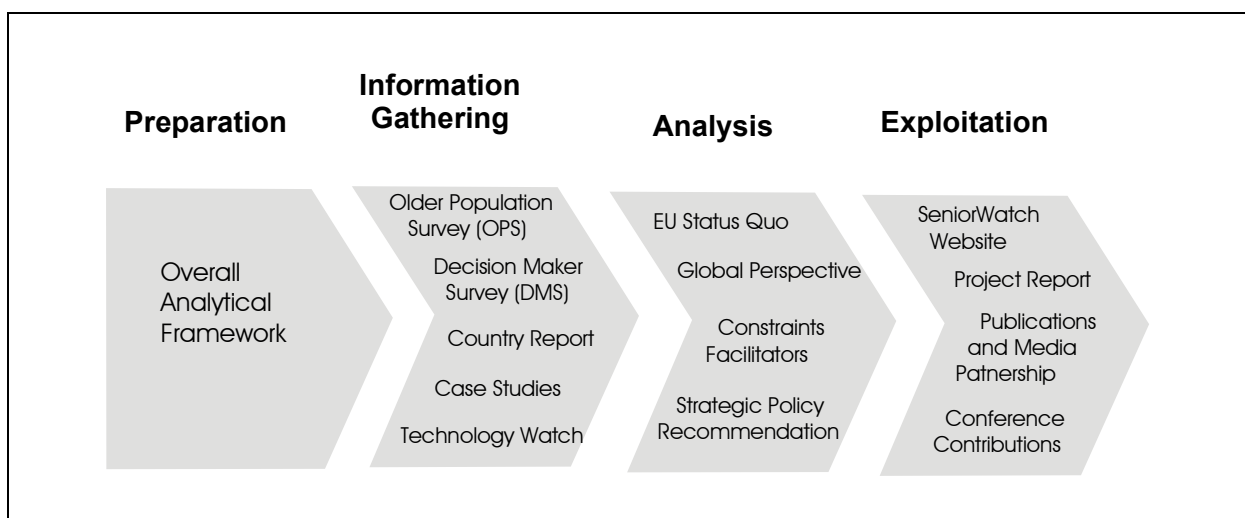 Preparation
Information
Gathering
Analysis
Exploitation
Overall
Analytical
Framework
Older Population
Survey (OPS)
Decision Maker
Survey (DMS)
Country Report
Case Studies
Technology Watch
EU Status Quo
Global Perspective
Constraints
Facilitators
Strategic Policy
Recommendation
SeniorWatch
Website
Project Report
Publications
and Media
Patnership
Conference
Contributions